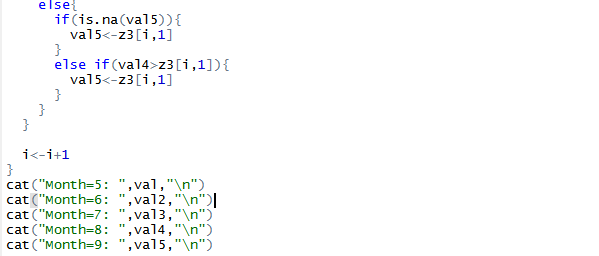 else{
if(is.na(val5)){
val5<-z3[i,1]
}
else if(val4>z3[i,1]){
val5<-z3[i,1]
}
}
}
i<-i+1
}
cat("Month=5: ",val,"\n")
cat("Month=6: ",val2,"\n")
cat("Month=7: ",val3,"\n")
cat("Month=8: ",val4,"\n")
cat("Month=9: ",val5,"\n")